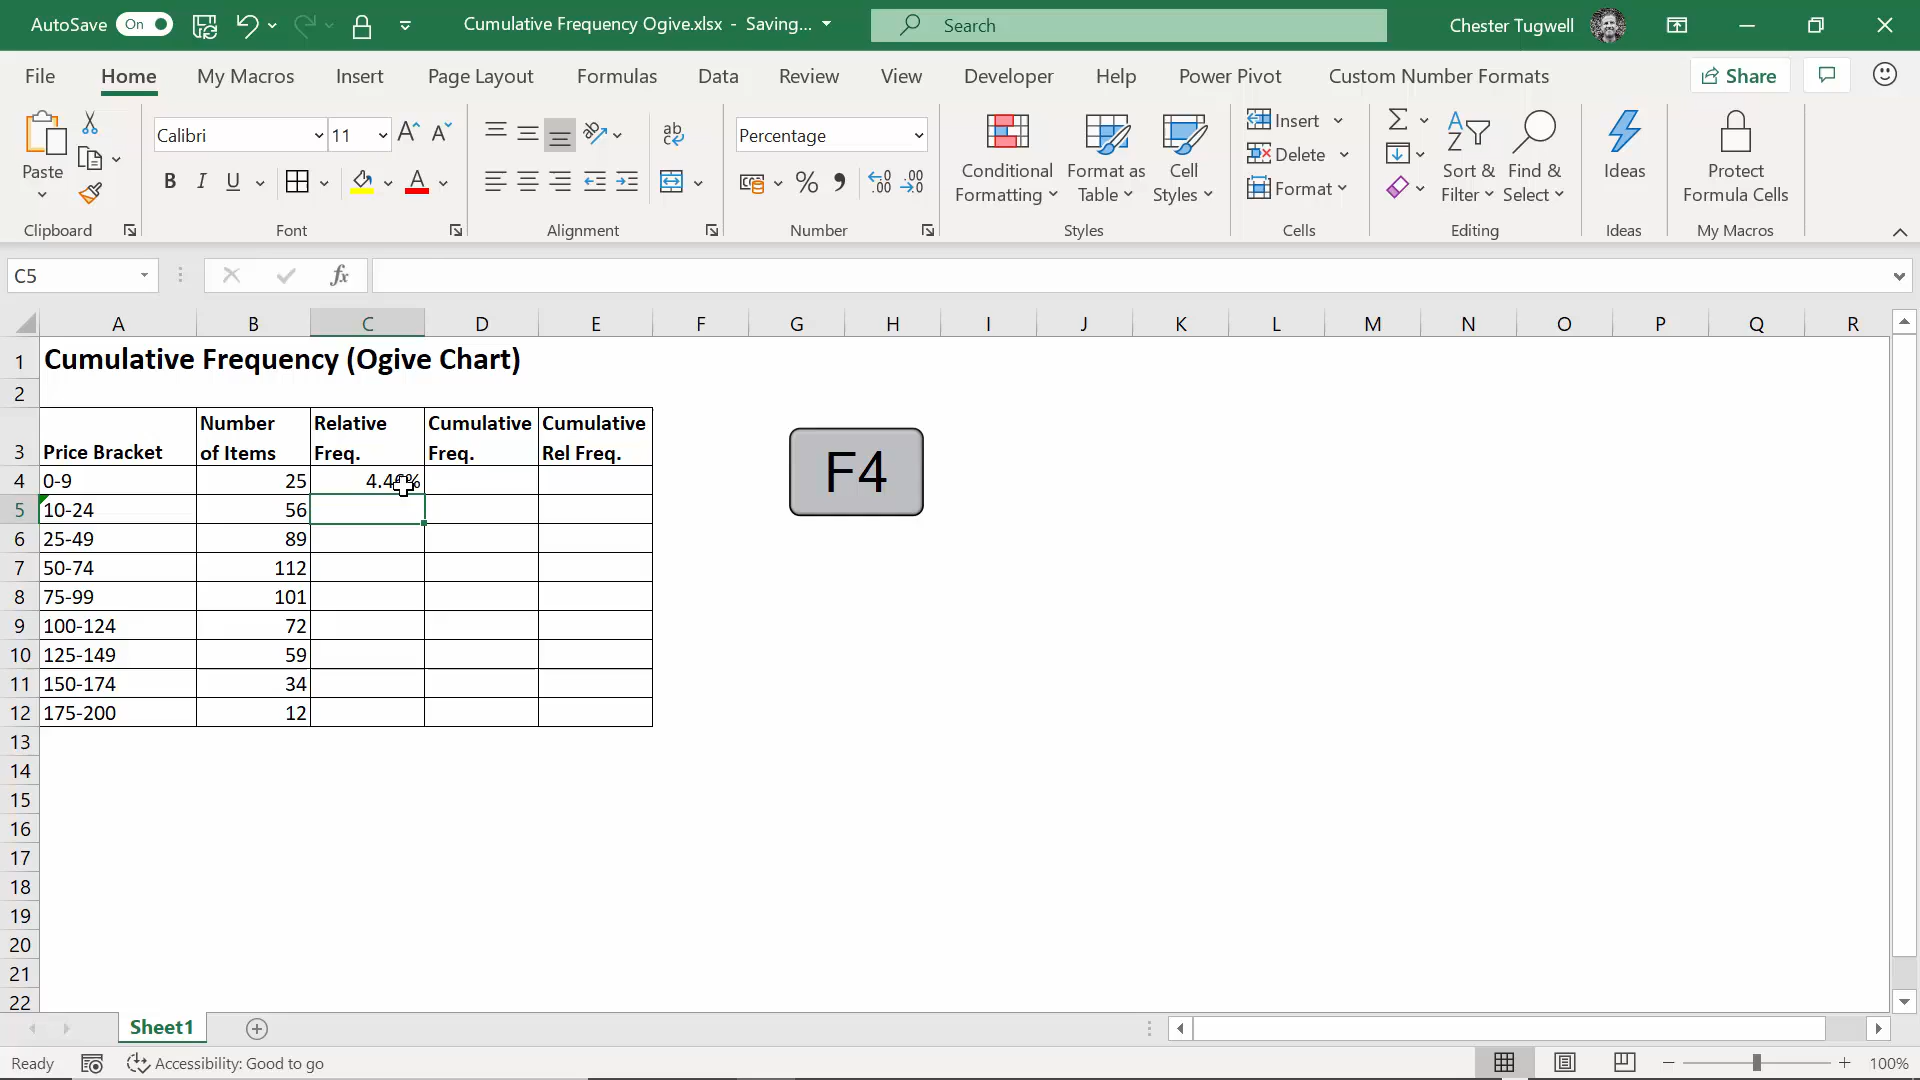 AutoSave On Cumulative Frequency Ogive.xlsx - Saving... Search Chester Tugwell
File Home My Macros Insert Page Layout Formulas Data Review View Developer Help Power Pivot Custom Number Formats Share
Paste
Calibri 11
B I U
ab
Percentage
Conditional Formatting
Format as Table
Cell Styles
Insert
Delete
Format
Sort & Filter
Find & Select
Ideas
Protect Formula Cells
Clipboard Font Alignment Number Styles Cells Editing Ideas My Macros
C5 fx
A B C D E F G H I J K L M N O P Q R
1 Cumulative Frequency (Ogive Chart)
2
3 Price Bracket Number of Items Relative Freq. Cumulative Freq. Cumulative Rel Freq.
4 0-9 25
5 10-24 56
6 25-49 89
7 50-74 112
8 75-99 101
9 100-124 72
10 125-149 59
11 150-174 34
12 175-200 12
13
14
15
16
17
18
19
20
21
22
F4
Sheet1
Ready Accessibility: Good to go 100%